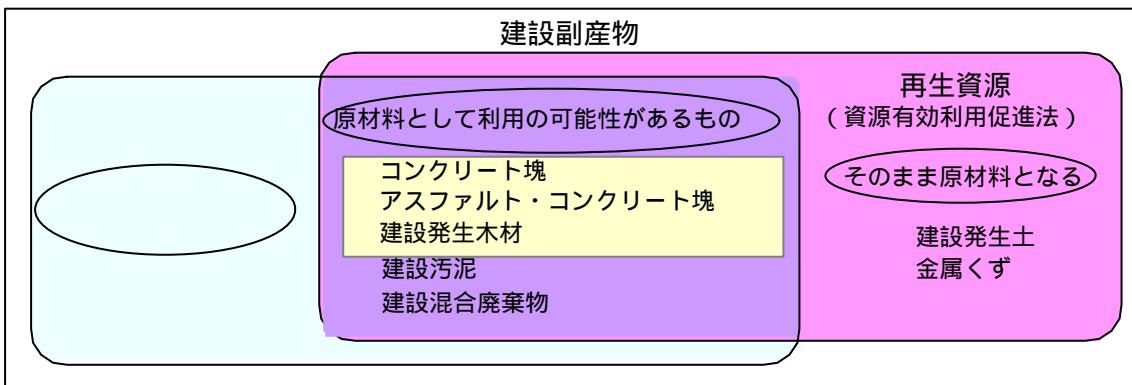 建設副産物
再生資源
（資源有効利用促進法）
原材料として利用の可能性があるもの
そのまま原材料となる
コンクリート塊
アスファルト・コンクリート塊
建設発生木材
建設汚泥
建設混合廃棄物
建設発生土
金属くず